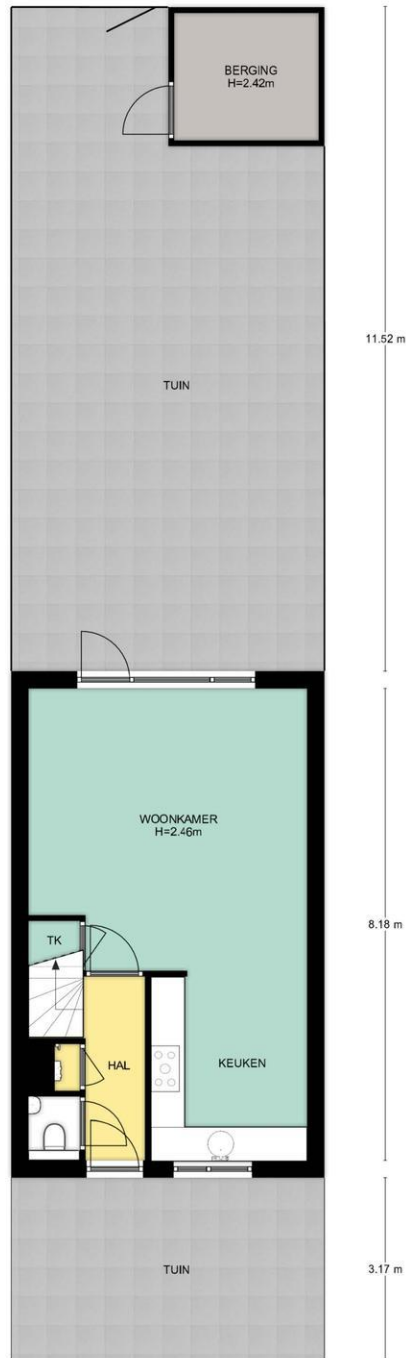 BERGING
H=2.42m
11.52 m
TUIN
WOONKAMER
H=2.46m
8.18 m
TK
HAL
KEUKEN
TUIN
3.17 m